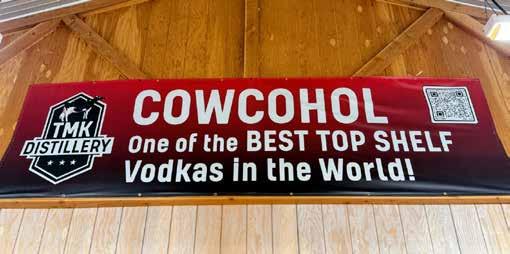 COWCOHOL
One of the BEST TOP SHELF
Vodkas in the World!
TMK
DISTILLERY